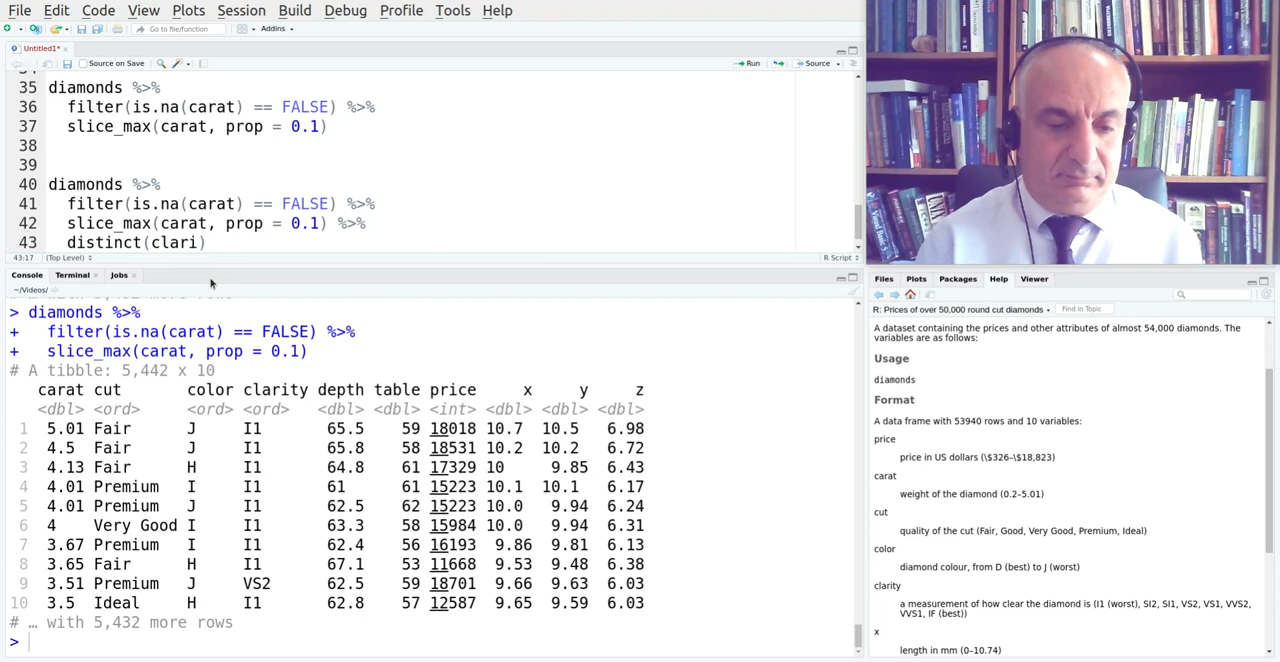 File Edit Code View Plots Session Build Debug Profile Tools Help
Go to file/function Addins
Untitled1*
Source on Save Run Source
35 diamonds %>%
36 filter(is.na(carat) == FALSE) %>%
37 slice_max(carat, prop = 0.1)
38
39
40 diamonds %>%
41 filter(is.na(carat) == FALSE) %>%
42 slice_max(carat, prop = 0.1) %>%
43 distinct(clari)
43:17 (Top Level) R Script
Console Terminal Jobs
~/Videos/
> diamonds %>%
+ filter(is.na(carat) == FALSE) %>%
+ slice_max(carat, prop = 0.1)
# A tibble: 5,442 x 10
carat cut color clarity depth table price x y z
<dbl> <ord> <ord> <ord> <dbl> <dbl> <int> <dbl> <dbl> <dbl>
1 5.01 Fair J I1 65.5 59 18018 10.7 10.5 6.98
2 4.5 Fair J I1 65.8 58 18531 10.2 10.2 6.72
3 4.13 Fair H I1 64.8 61 17329 10 9.85 6.43
4 4.01 Premium I I1 61 61 15223 10.1 10.1 6.17
5 4.01 Premium J I1 62.5 62 15223 10.0 9.94 6.24
6 4 Very Good I I1 63.3 58 15984 10.0 9.94 6.31
7 3.67 Premium I I1 62.4 56 16193 9.86 9.81 6.13
8 3.65 Fair H I1 67.1 53 11668 9.53 9.48 6.38
9 3.51 Premium J VS2 62.5 59 18701 9.66 9.63 6.03
10 3.5 Ideal H I1 62.8 57 12587 9.65 9.59 6.03
# … with 5,432 more rows
>
Files Plots Packages Help Viewer
R: Prices of over 50,000 round cut diamonds Find in Topic
A dataset containing the prices and other attributes of almost 54,000 diamonds. The
variables are as follows:
Usage
diamonds
Format
A data frame with 53940 rows and 10 variables:
price
price in US dollars (\$326–\$18,823)
carat
weight of the diamond (0.2–5.01)
cut
quality of the cut (Fair, Good, Very Good, Premium, Ideal)
color
diamond colour, from D (best) to J (worst)
clarity
a measurement of how clear the diamond is (I1 (worst), SI2, SI1, VS2, VS1, VVS2,
VVS1, IF (best))
x
length in mm (0–10.74)
Visual Basic 5